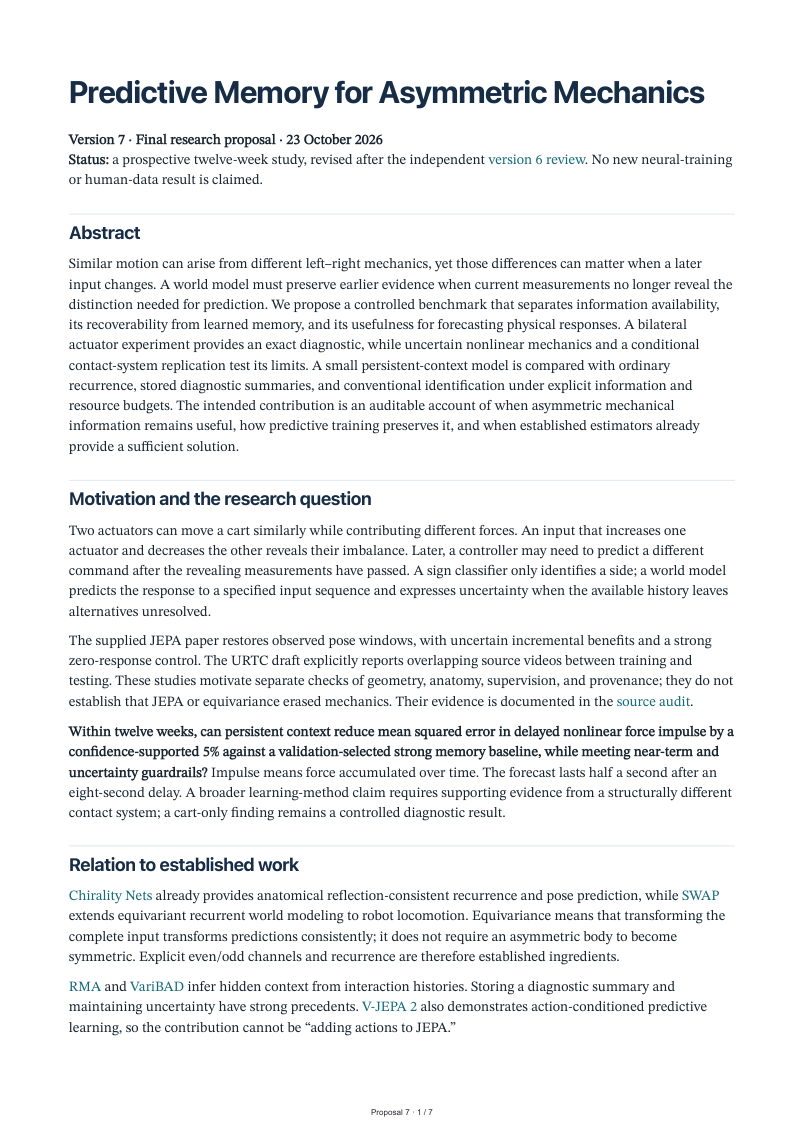 Predictive Memory for Asymmetric Mechanics
Version 7 · Final research proposal · 23 October 2026
Status: a prospective twelve-week study, revised after the independent version 6 review. No new neural-training
or human-data result is claimed.
Abstract
Similar motion can arise from different left–right mechanics, yet those differences can matter when a later
input changes. A world model must preserve earlier evidence when current measurements no longer reveal the
distinction needed for prediction. We propose a controlled benchmark that separates information availability,
its recoverability from learned memory, and its usefulness for forecasting physical responses. A bilateral
actuator experiment provides an exact diagnostic, while uncertain nonlinear mechanics and a conditional
contact-system replication test its limits. A small persistent-context model is compared with ordinary
recurrence, stored diagnostic summaries, and conventional identification under explicit information and
resource budgets. The intended contribution is an auditable account of when asymmetric mechanical
information remains useful, how predictive training preserves it, and when established estimators already
provide a sufficient solution.
Motivation and the research question
Two actuators can move a cart similarly while contributing different forces. An input that increases one
actuator and decreases the other reveals their imbalance. Later, a controller may need to predict a different
command after the revealing measurements have passed. A sign classifier only identifies a side; a world model
predicts the response to a specified input sequence and expresses uncertainty when the available history leaves
alternatives unresolved.
The supplied JEPA paper restores observed pose windows, with uncertain incremental benefits and a strong
zero-response control. The URTC draft explicitly reports overlapping source videos between training and
testing. These studies motivate separate checks of geometry, anatomy, supervision, and provenance; they do not
establish that JEPA or equivariance erased mechanics. Their evidence is documented in the source audit.
Within twelve weeks, can persistent context reduce mean squared error in delayed nonlinear force impulse by a
confidence-supported 5% against a validation-selected strong memory baseline, while meeting near-term and
uncertainty guardrails? Impulse means force accumulated over time. The forecast lasts half a second after an
eight-second delay. A broader learning-method claim requires supporting evidence from a structurally different
contact system; a cart-only finding remains a controlled diagnostic result.
Relation to established work
Chirality Nets already provides anatomical reflection-consistent recurrence and pose prediction, while SWAP
extends equivariant recurrent world modeling to robot locomotion. Equivariance means that transforming the
complete input transforms predictions consistently; it does not require an asymmetric body to become
symmetric. Explicit even/odd channels and recurrence are therefore established ingredients.
RMA and VariBAD infer hidden context from interaction histories. Storing a diagnostic summary and
maintaining uncertainty have strong precedents. V-JEPA 2 also demonstrates action-conditioned predictive
learning, so the contribution cannot be “adding actions to JEPA.”
Proposal 7 · 1 / 7